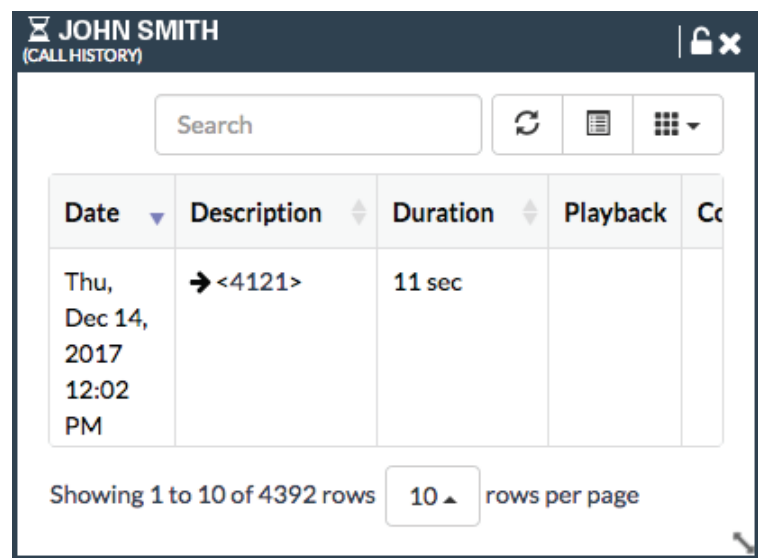 JOHN SMITH
(CALL HISTORY)
Search
Date Description Duration Playback Co
Thu, <4121> 11 sec
Dec 14,
2017
12:02
PM
Showing 1 to 10 of 4392 rows 10 rows per page